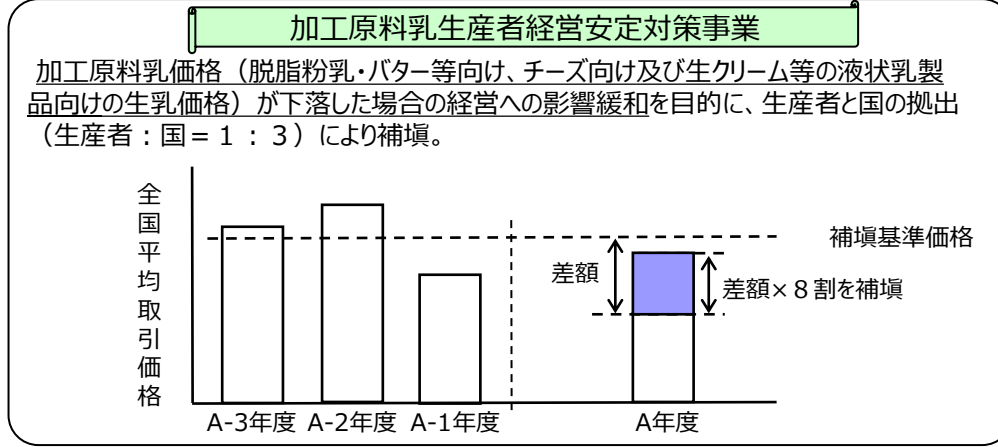 加工原料乳生産者経営安定対策事業
加工原料乳価格（脱脂粉乳・バター等向け、チーズ向け及び生クリーム等の液状乳製
品向けの生乳価格）が下落した場合の経営への影響緩和を目的に、生産者と国の拠出
（生産者：国＝１：３）により補塡。
全国平均取引価格
補塡基準価格
差額
差額×８割を補塡
A-3年度 A-2年度 A-1年度 A年度